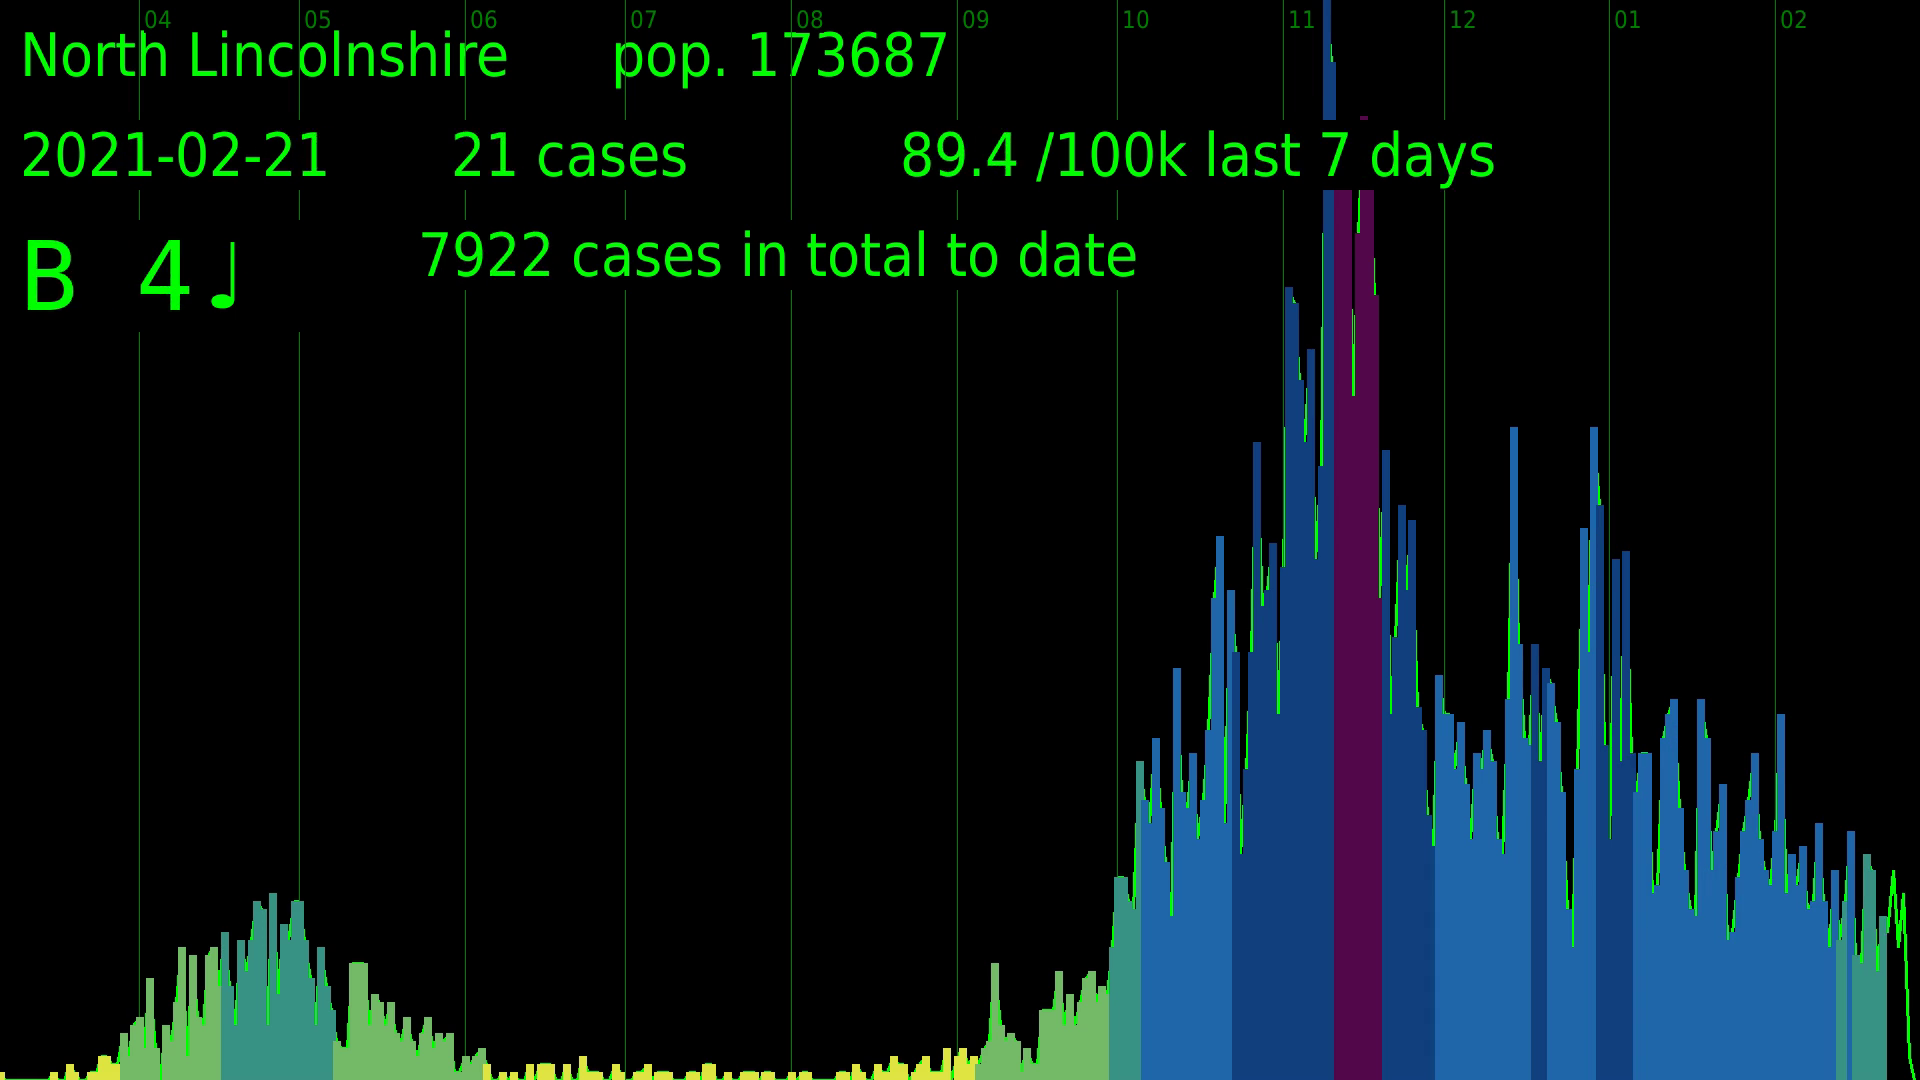 04 05 06 07 08 09 10 11 12 01 02
North Lincolnshire pop. 173687
2021-02-21 21 cases 89.4 /100k last 7 days
B 4♩ 7922 cases in total to date